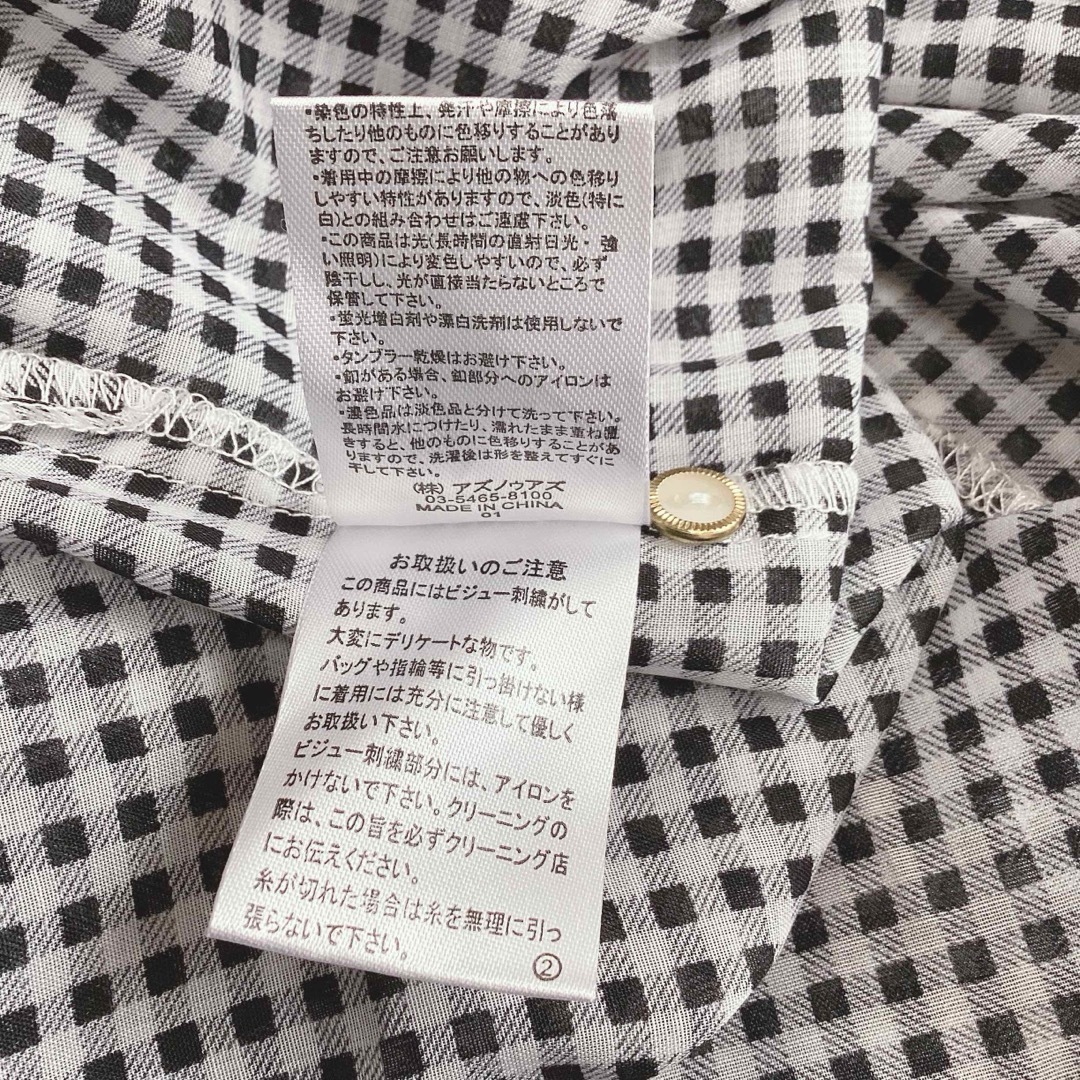 ・染色の特性上、発汗や摩擦により色落
ちしたり他のものに色移りすることがあり
ますので、ご注意お願いします。
・着用中の摩擦により他の物への色移り
しやすい特性がありますので、淡色(特に
白)との組み合わせはご遠慮下さい。
・この商品は光(長時間の直射日光・強
い照明)により変色しやすいので、必ず
陰干しし、光が直接当たらないところで
保管して下さい。
・蛍光増白剤や漂白洗剤は使用しないで
下さい。
・タンブラー乾燥はお避け下さい。
・釦がある場合、釦部分へのアイロンは
お避け下さい。
・濃色品は淡色品と分けて洗って下さい。
長時間水につけたり、濡れたまま重ね置
きすると、他のものに色移りすることがあり
ますので、洗濯後は形を整えてすぐに
干して下さい。
(株) アズノゥアズ
03-5465-8100
MADE IN CHINA
01
お取扱いのご注意
この商品にはビジュー刺繍がして
あります。
大変にデリケートな物です。
バッグや指輪等に引っ掛けない様
に着用には充分に注意して優しく
お取扱い下さい。
ビジュー刺繍部分には、アイロンを
かけないで下さい。クリーニングの
際は、この旨を必ずクリーニング店
にお伝えください。
糸が切れた場合は糸を無理に引っ
張らないで下さい。
②